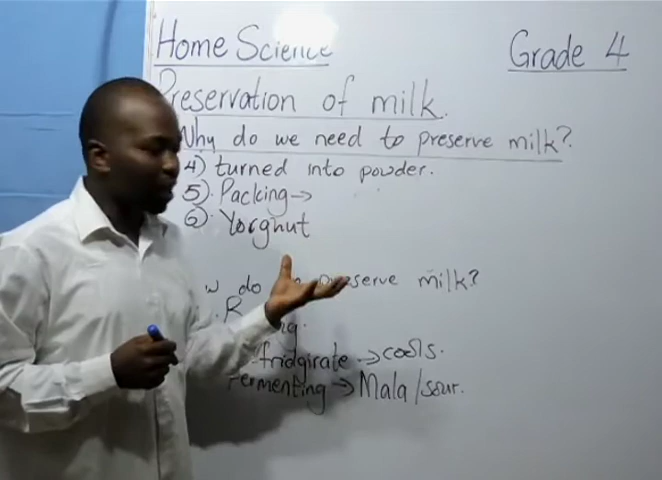 Home Science
Grade 4
Preservation of milk.
Why do we need to preserve milk?
4) turned into powder.
5). Packing→
6). Yorghut
do preserve milk?
fridgirate → cools.
Fermenting → Mala/sour.